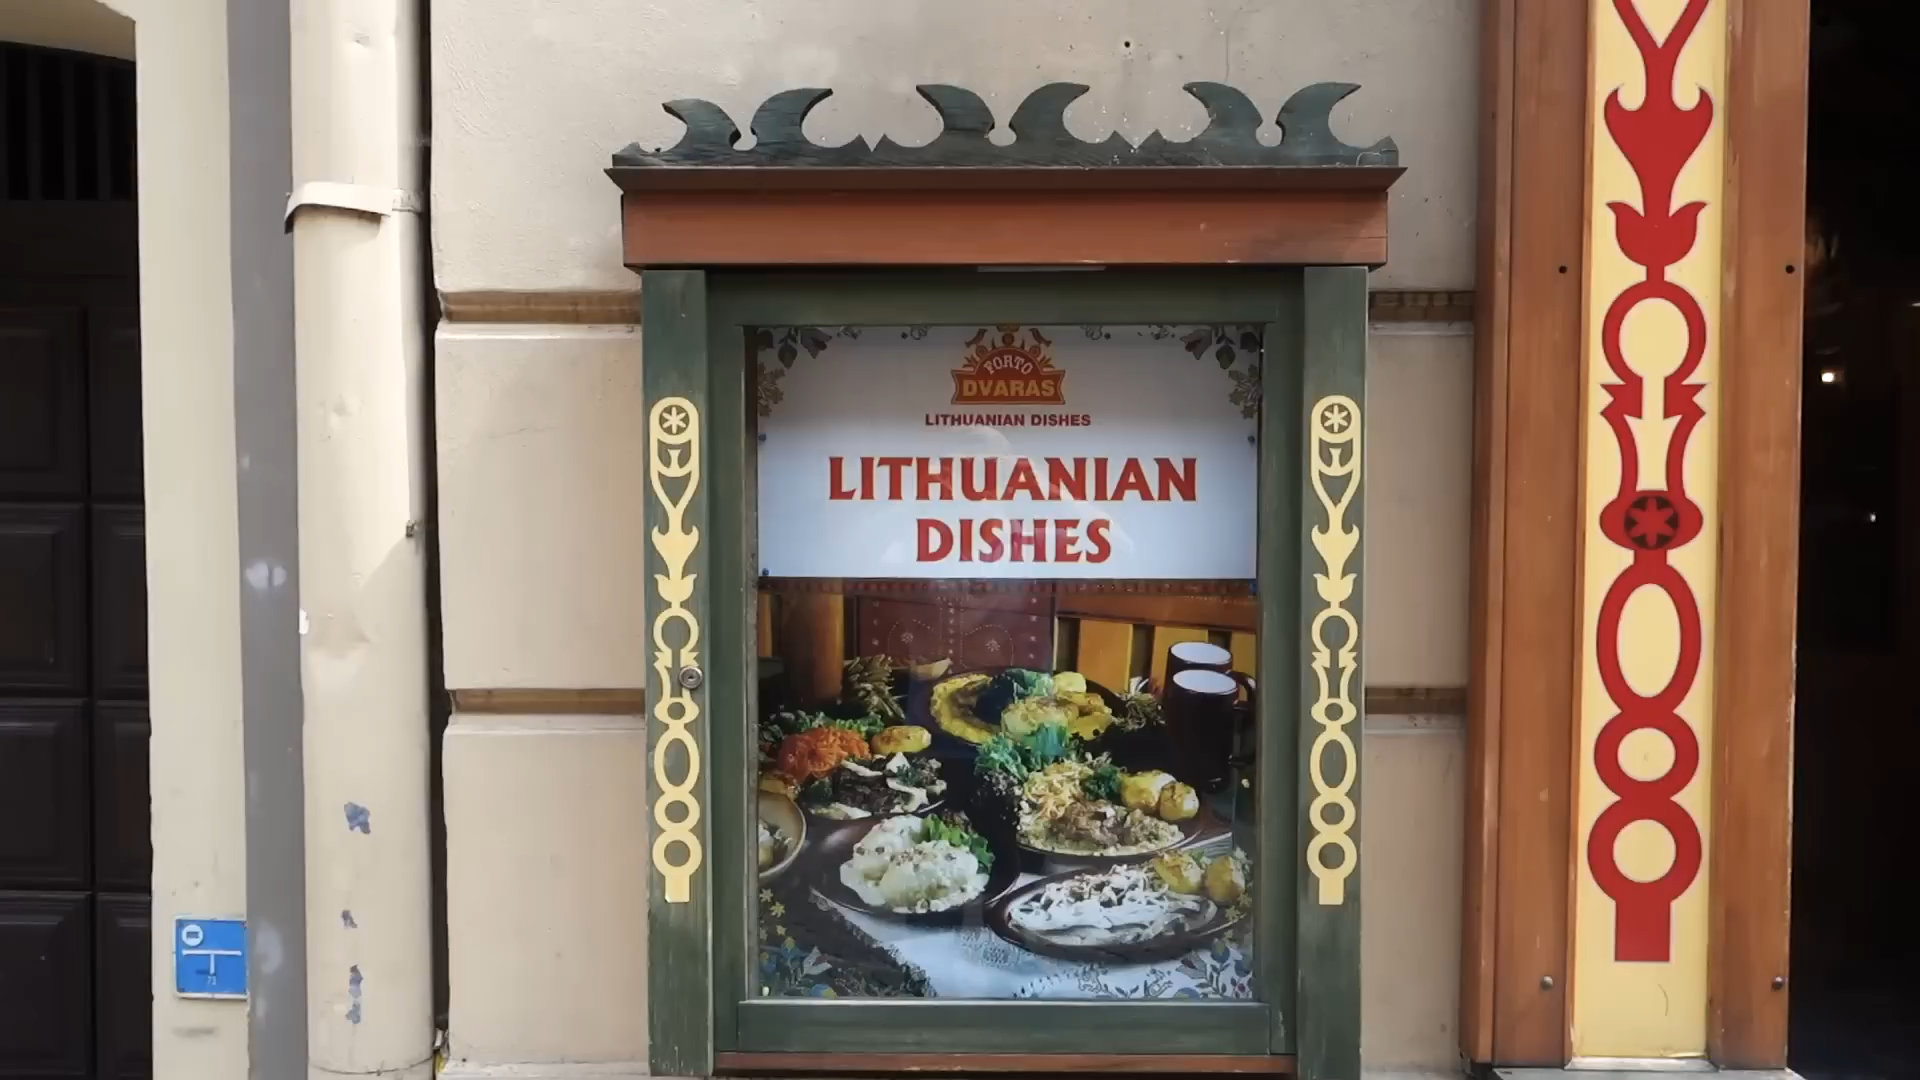 FORTO
DVARAS
LITHUANIAN DISHES
LITHUANIAN
DISHES